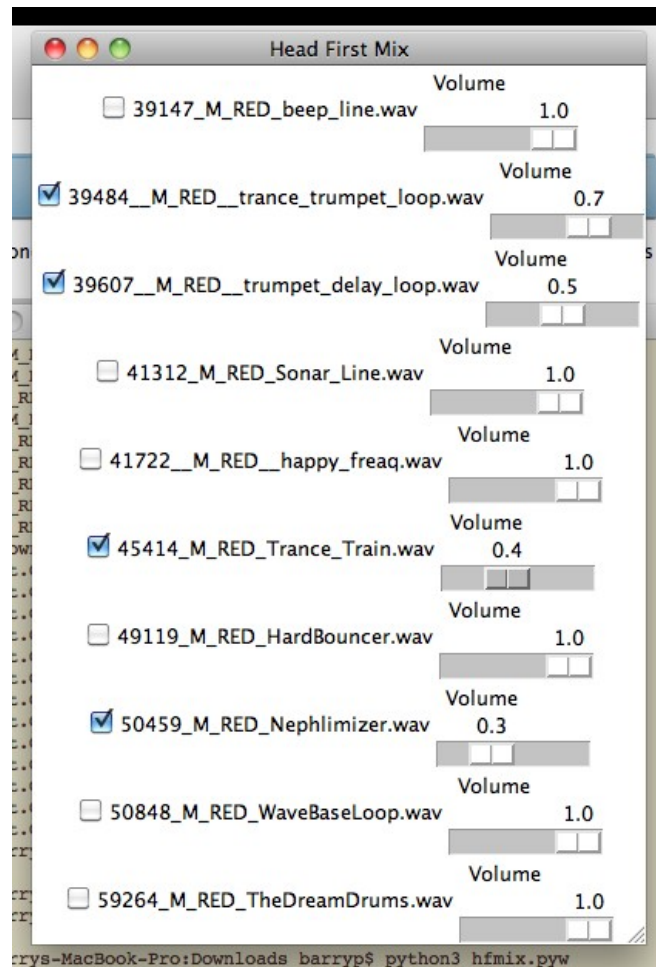 Head First Mix
Volume
39147_M_RED_beep_line.wav 1.0
Volume
39484__M_RED__trance_trumpet_loop.wav 0.7
Volume
39607__M_RED__trumpet_delay_loop.wav 0.5
Volume
41312_M_RED_Sonar_Line.wav 1.0
Volume
41722__M_RED__happy_freaq.wav 1.0
Volume
45414_M_RED_Trance_Train.wav 0.4
Volume
49119_M_RED_HardBouncer.wav 1.0
Volume
50459_M_RED_Nephlimizer.wav 0.3
Volume
50848_M_RED_WaveBaseLoop.wav 1.0
Volume
59264_M_RED_TheDreamDrums.wav 1.0
rrys-MacBook-Pro:Downloads barryp$ python3 hfmix.pyw